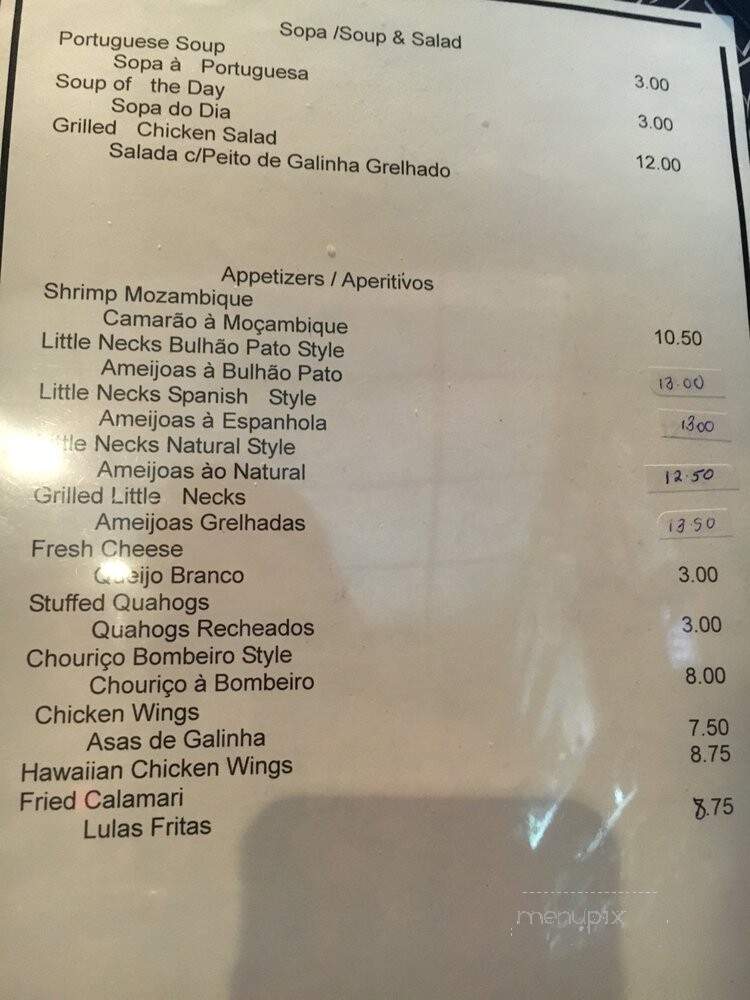 Sopa /Soup & Salad
Portuguese Soup
Sopa à Portuguesa 3.00
Soup of the Day
Sopa do Dia 3.00
Grilled Chicken Salad
Salada c/Peito de Galinha Grelhado 12.00
Appetizers / Aperitivos
Shrimp Mozambique
Camarão à Moçambique 10.50
Little Necks Bulhão Pato Style
Ameijoas à Bulhão Pato 13.00
Little Necks Spanish Style
Ameijoas à Espanhola 1300
Little Necks Natural Style
Ameijoas ào Natural 12.50
Grilled Little Necks
Ameijoas Grelhadas 13.50
Fresh Cheese
Queijo Branco 3.00
Stuffed Quahogs
Quahogs Recheados 3.00
Chouriço Bombeiro Style
Chouriço à Bombeiro 8.00
Chicken Wings
Asas de Galinha 7.50
Hawaiian Chicken Wings 8.75
Fried Calamari
Lulas Fritas 8.75
menupix